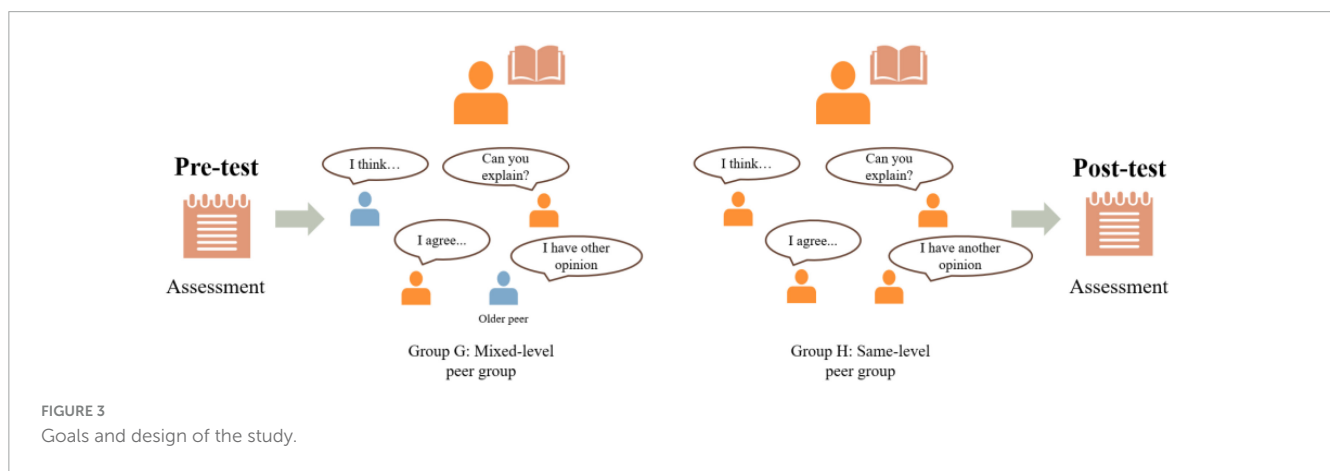 Pre-test
Assessment
I think…
Can you
explain?
I agree...
I have other
opinion
Older peer
Group G: Mixed-level
peer group
I think…
Can you
explain?
I agree...
I have another
opinion
Group H: Same-level
peer group
Post-test
Assessment
FIGURE 3
Goals and design of the study.